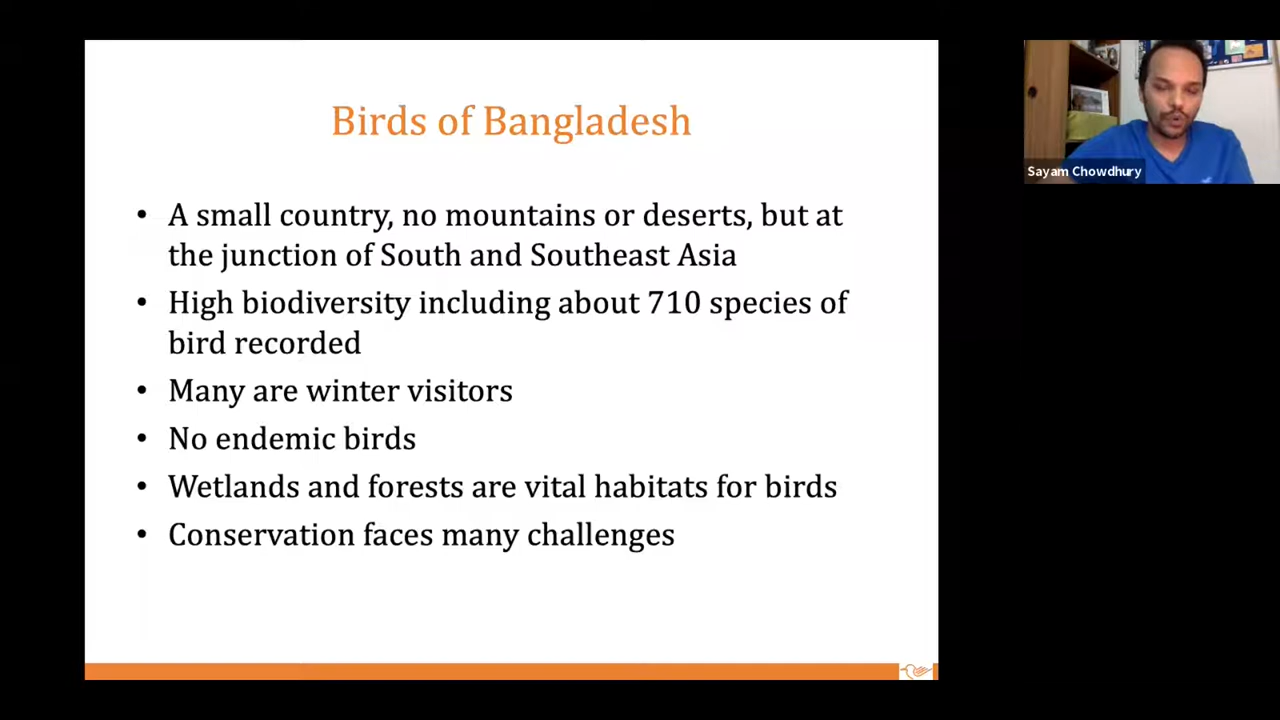 Birds of Bangladesh
• A small country, no mountains or deserts, but at
the junction of South and Southeast Asia
• High biodiversity including about 710 species of
bird recorded
• Many are winter visitors
• No endemic birds
• Wetlands and forests are vital habitats for birds
• Conservation faces many challenges
Sayam Chowdhury